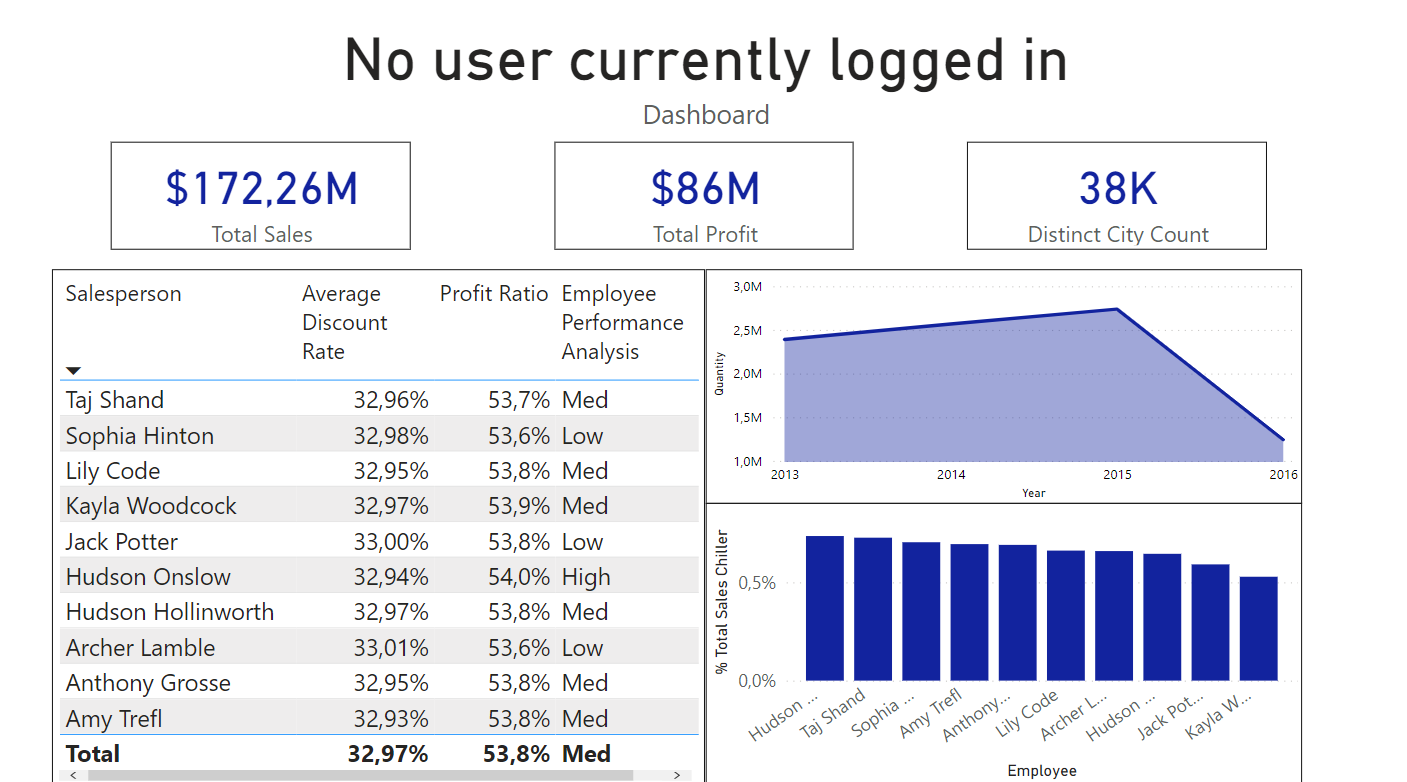 No user currently logged in
Dashboard
$172,26M
Total Sales
$86M
Total Profit
38K
Distinct City Count
Salesperson Average Discount Rate Profit Ratio Employee Performance Analysis
Taj Shand 32,96% 53,7% Med
Sophia Hinton 32,98% 53,6% Low
Lily Code 32,95% 53,8% Med
Kayla Woodcock 32,97% 53,9% Med
Jack Potter 33,00% 53,8% Low
Hudson Onslow 32,94% 54,0% High
Hudson Hollinworth 32,97% 53,8% Med
Archer Lamble 33,01% 53,6% Low
Anthony Grosse 32,95% 53,8% Med
Amy Trefl 32,93% 53,8% Med
Total 32,97% 53,8% Med
Quantity
3,0M
2,5M
2,0M
1,5M
1,0M
2013 2014 2015 2016
Year
% Total Sales Chiller
0,5%
0,0%
Hudson ...
Taj Shand
Sophia ...
Amy Trefl
Anthony...
Lily Code
Archer L...
Hudson ...
Jack Pot...
Kayla W...
Employee